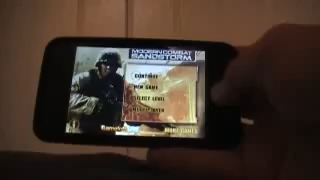 MODERN COMBAT
SANDSTORM
CONTINUE
NEW GAME
SELECT LEVEL
MORE GAMES